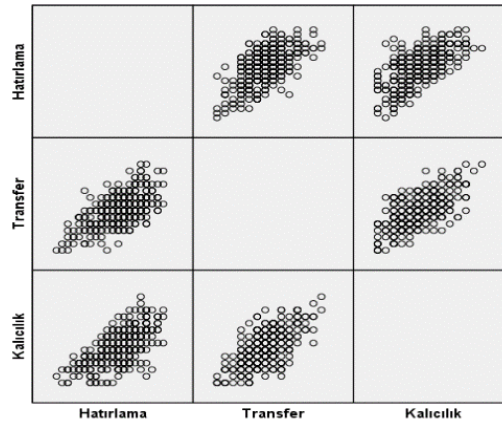 Hatırlama
Transfer
Kalıcılık
Hatırlama Transfer Kalıcılık